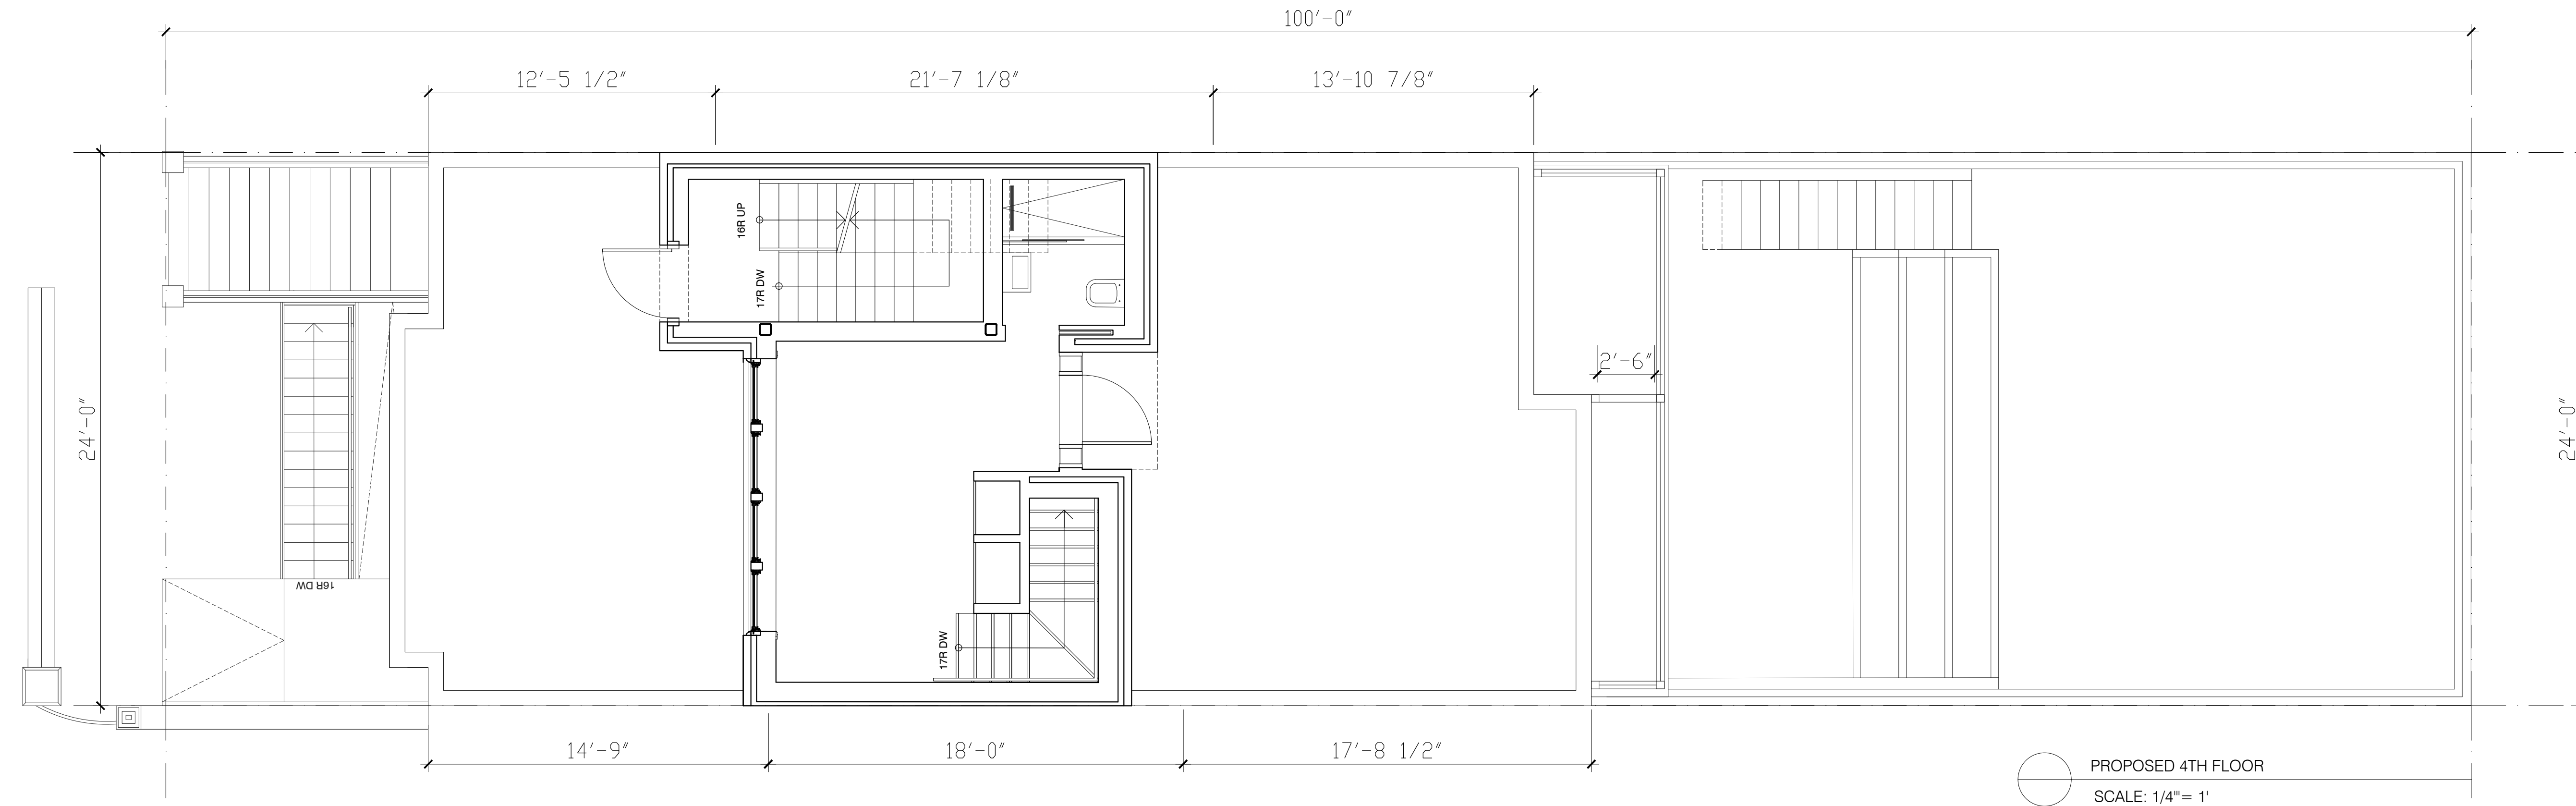 100'-0"
12'-5 1/2"
21'-7 1/8"
13'-10 7/8"
16R UP
17R DW
2'-6"
24'-0"
24'-0"
16R DW
17R DW
14'-9"
18'-0"
17'-8 1/2"
PROPOSED 4TH FLOOR
SCALE: 1/4"'= 1'